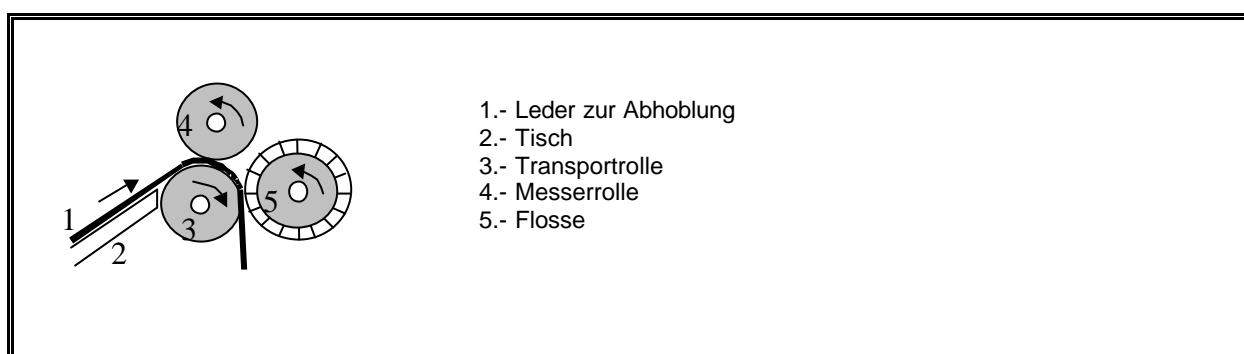 4
1
2
3
5
1.- Leder zur Abhoblung
2.- Tisch
3.- Transportrolle
4.- Messerrolle
5.- Flosse